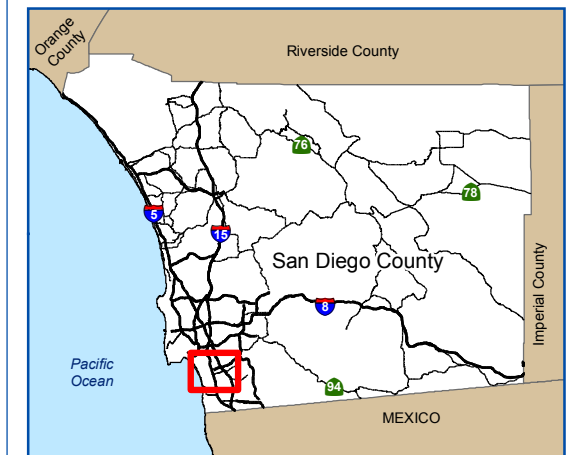 Orange
County
Riverside County
76
78
5
15
San Diego County
Imperial County
8
Pacific
Ocean
94
MEXICO